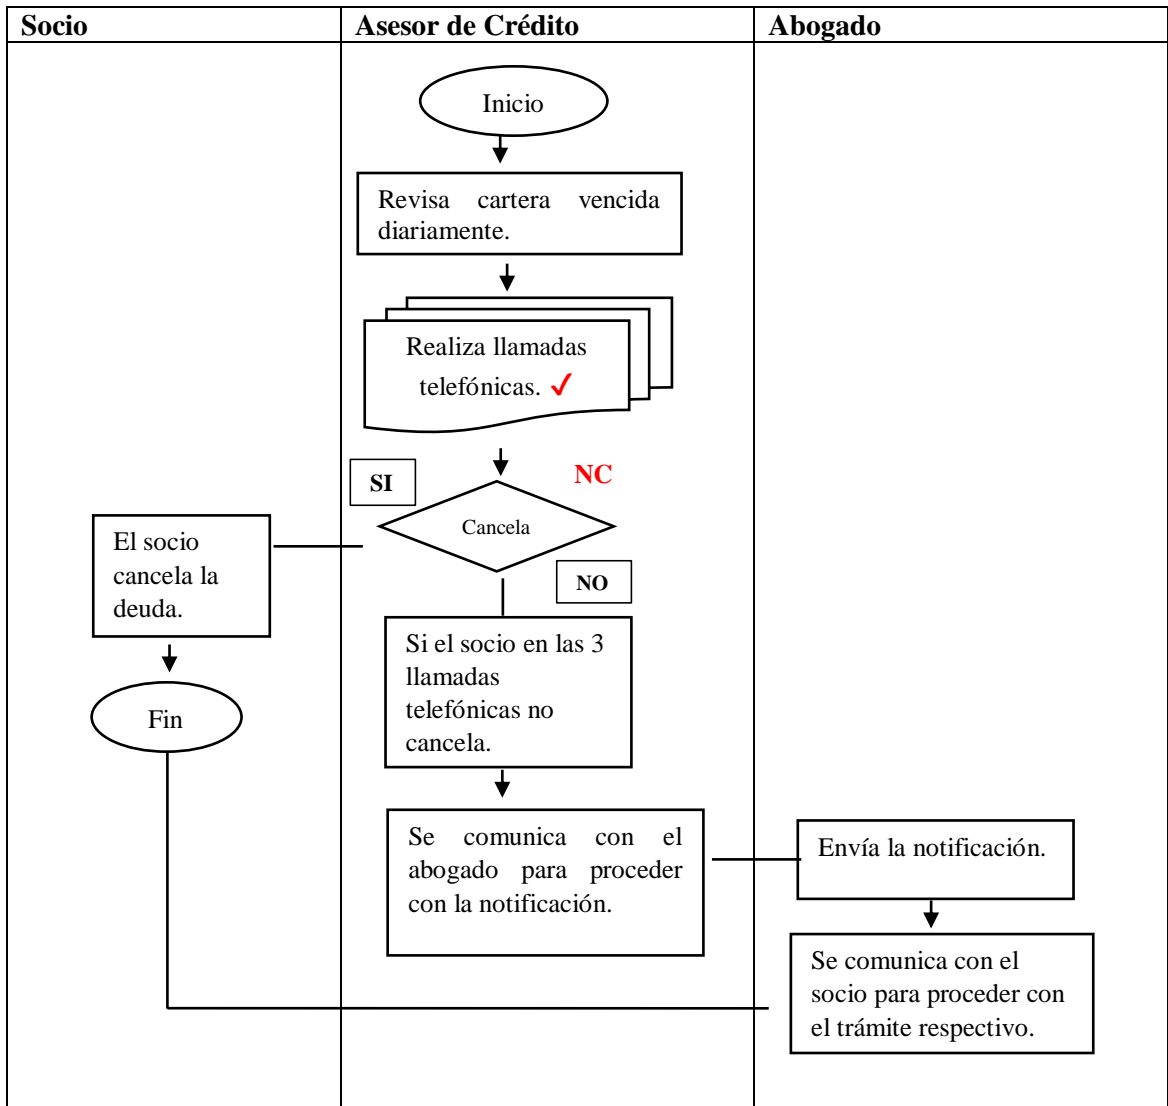 Socio
Asesor de Crédito
Abogado
Inicio
Revisa cartera vencida
diariamente.
Realiza llamadas
telefónicas. ✓
SI
NC
Cancela
El socio
cancela la
deuda.
NO
Si el socio en las 3
llamadas
telefónicas no
cancela.
Fin
Se comunica con el
abogado para proceder
con la notificación.
Envía la notificación.
Se comunica con el
socio para proceder con
el trámite respectivo.